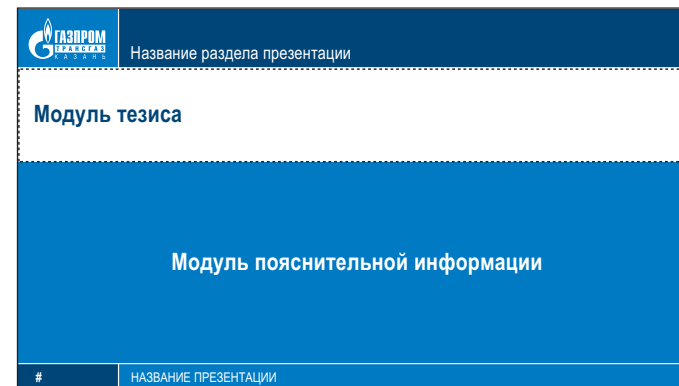 ГАЗПРОМ
ТРАНСГАЗ
КАЗАНЬ
Название раздела презентации
Модуль тезиса
Модуль пояснительной информации
# НАЗВАНИЕ ПРЕЗЕНТАЦИИ